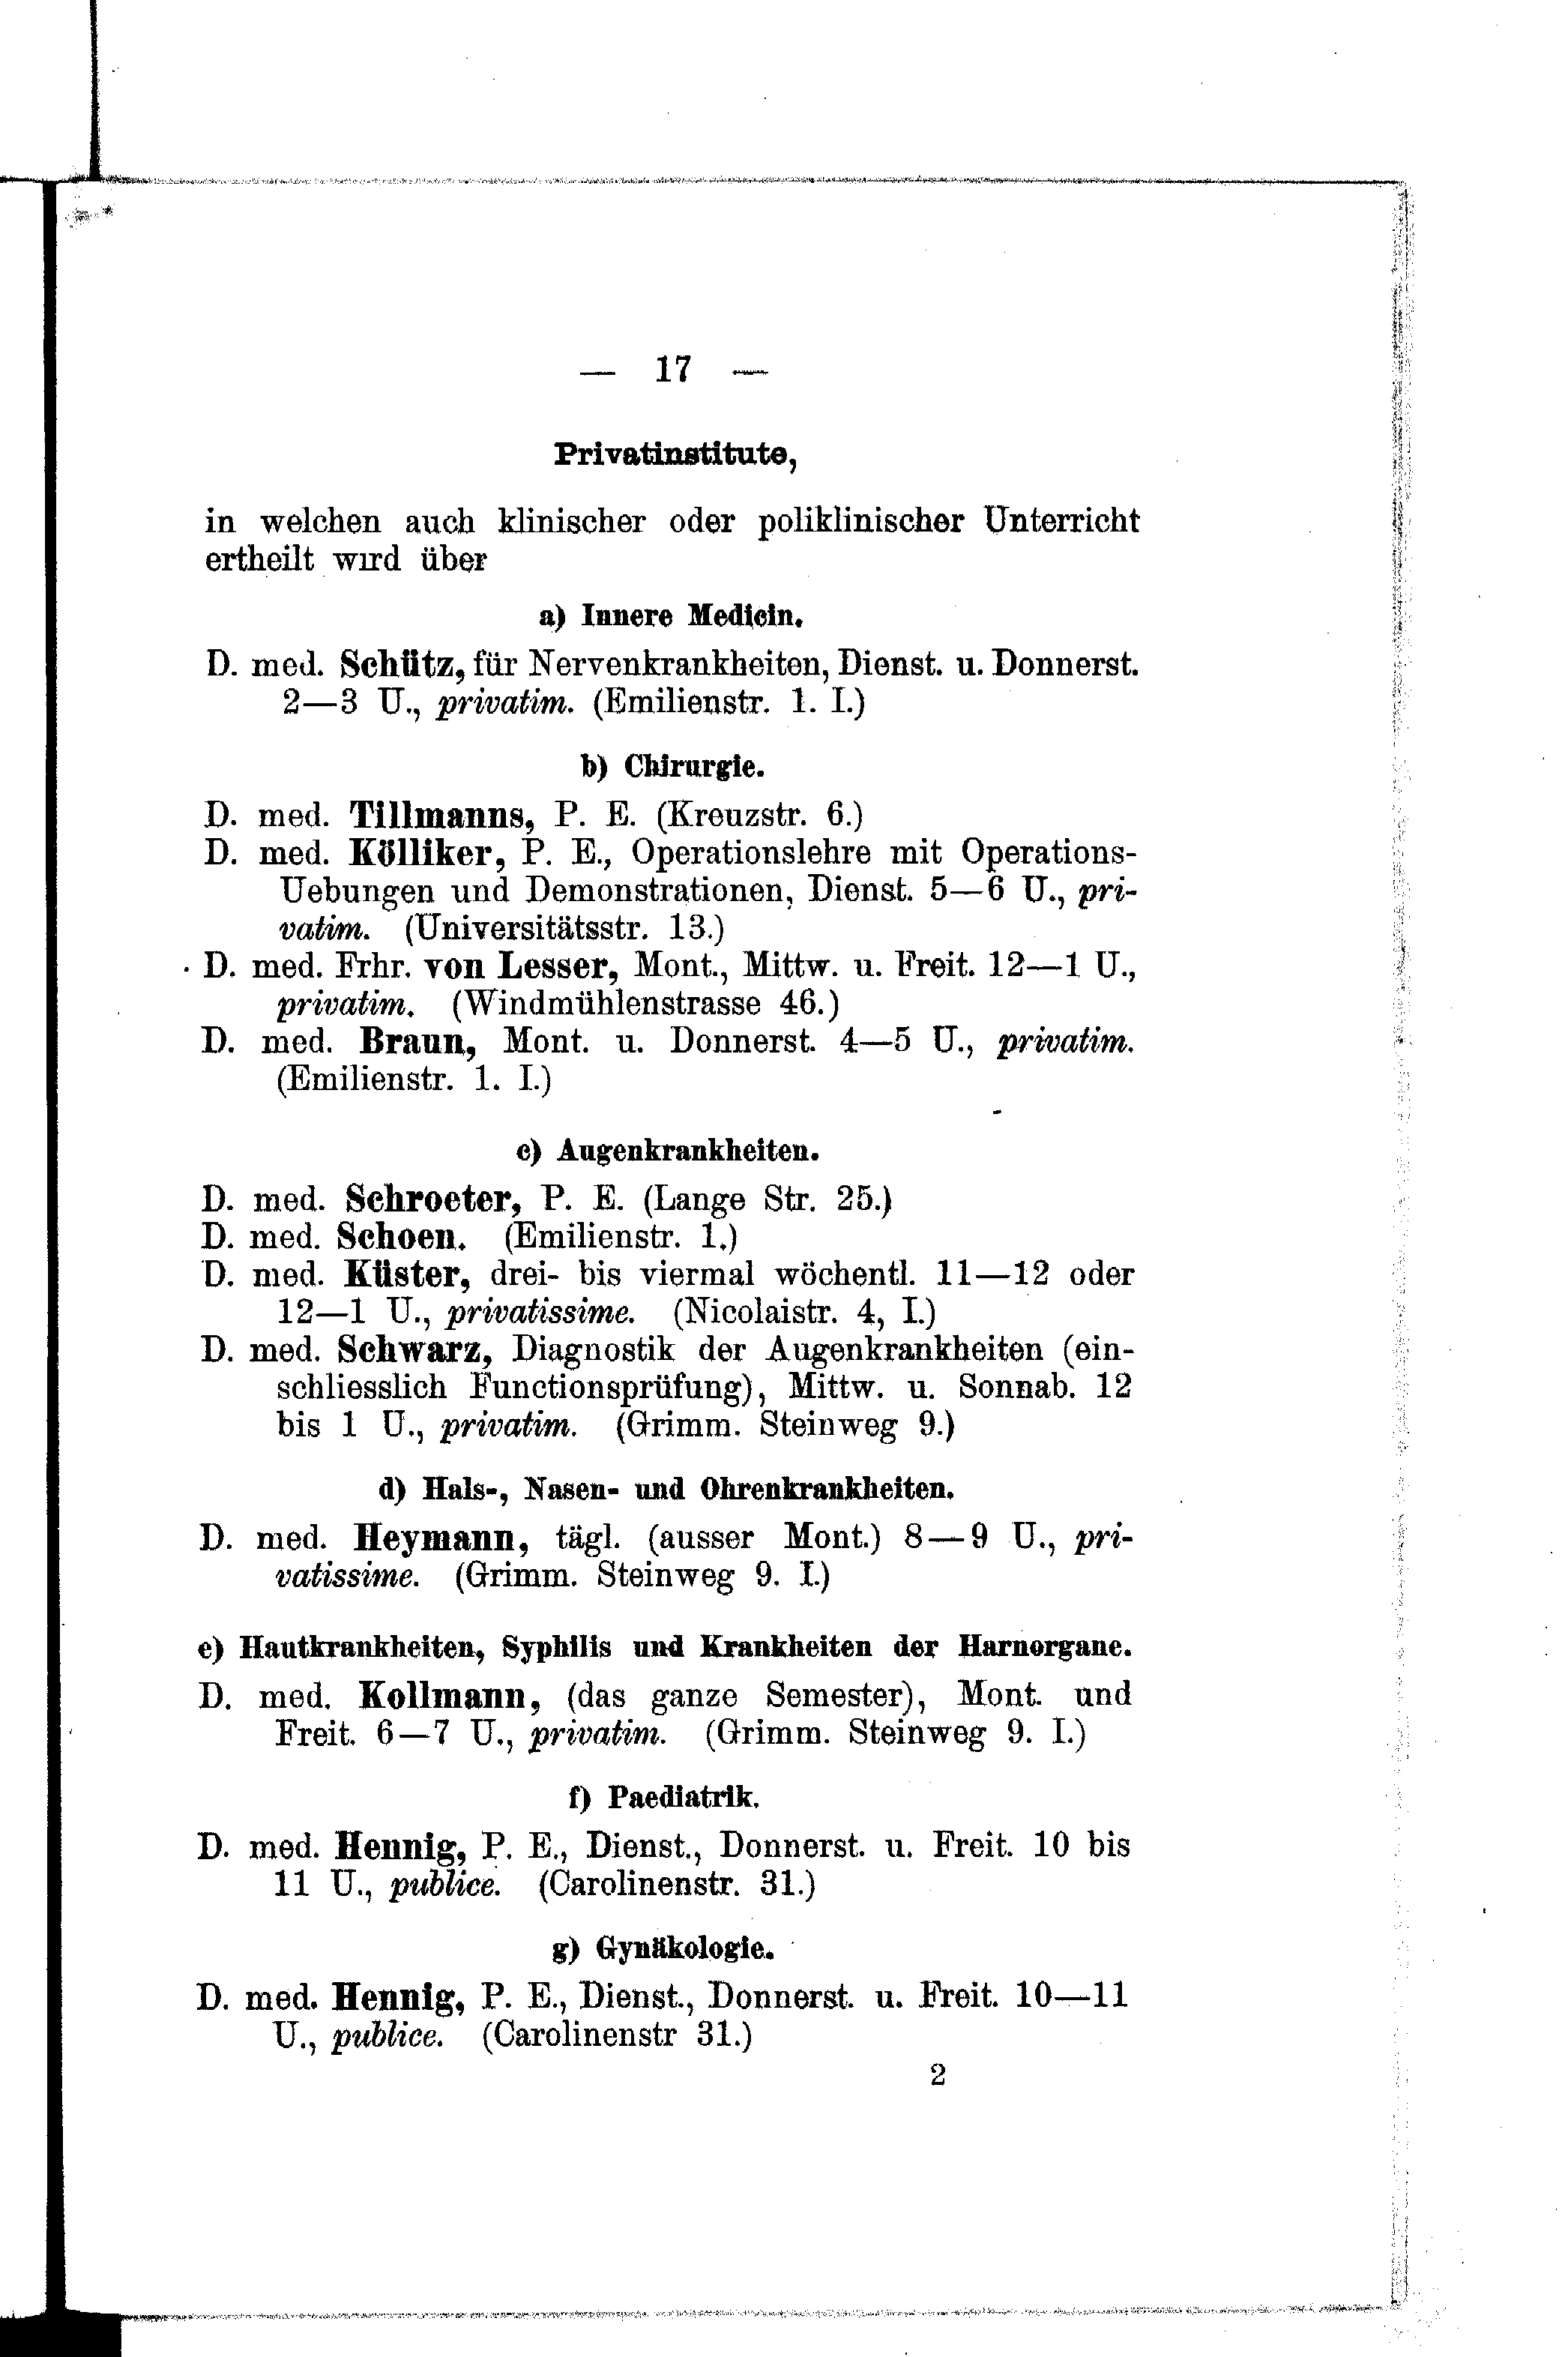 — 17 —
Privatinstitute,
in welchen auch klinischer oder poliklinischer Unterricht
ertheilt wird über
a) Innere Medicin.
D. med. Schütz, für Nervenkrankheiten, Dienst. u. Donnerst.
2—3 U., privatim. (Emilienstr. 1. I.)
b) Chirurgie.
D. med. Tillmanns, P. E. (Kreuzstr. 6.)
D. med. Kölliker, P. E., Operationslehre mit Operations-
Uebungen und Demonstrationen, Dienst. 5—6 U., pri-
vatim. (Universitätsstr. 13.)
D. med. Frhr. von Lesser, Mont., Mittw. u. Freit. 12—1 U.,
privatim. (Windmühlenstrasse 46.)
D. med. Braun, Mont. u. Donnerst. 4—5 U., privatim.
(Emilienstr. 1. I.)
c) Augenkrankheiten.
D. med. Schroeter, P. E. (Lange Str. 25.)
D. med. Schoen. (Emilienstr. 1.)
D. med. Küster, drei- bis viermal wöchentl. 11—12 oder
12—1 U., privatissime. (Nicolaistr. 4, I.)
D. med. Schwarz, Diagnostik der Augenkrankheiten (ein-
schliesslich Functionsprüfung), Mittw. u. Sonnab. 12
bis 1 U., privatim. (Grimm. Steinweg 9.)
d) Hals-, Nasen- und Ohrenkrankheiten.
D. med. Heymann, tägl. (ausser Mont.) 8—9 U., pri-
vatissime. (Grimm. Steinweg 9. I.)
e) Hautkrankheiten, Syphilis und Krankheiten der Harnorgane.
D. med. Kollmann, (das ganze Semester), Mont. und
Freit. 6—7 U., privatim. (Grimm. Steinweg 9. I.)
f) Paediatrik.
D. med. Hennig, P. E., Dienst., Donnerst. u. Freit. 10 bis
11 U., publice. (Carolinenstr. 31.)
g) Gynäkologie.
D. med. Hennig, P. E., Dienst., Donnerst. u. Freit. 10—11
U., publice. (Carolinenstr 31.)
2